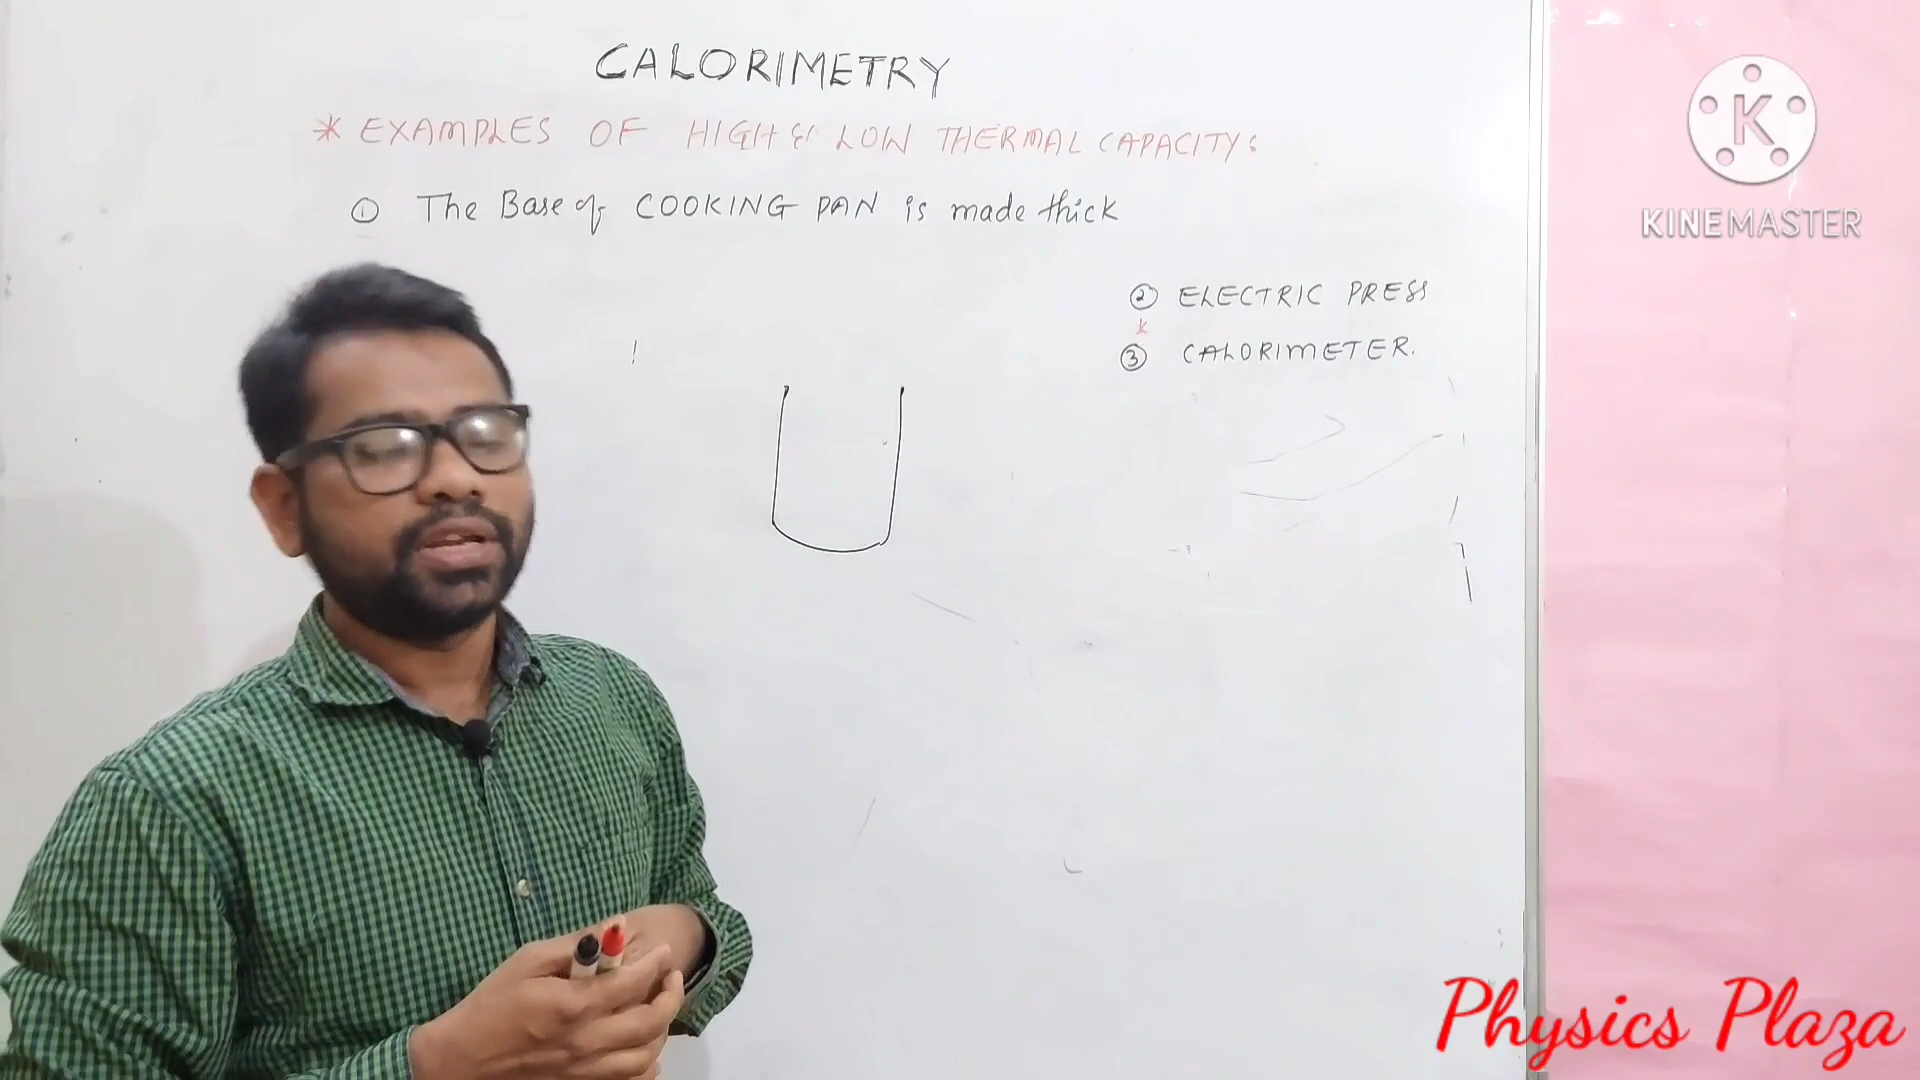 CALORIMETRY
* EXAMPLES OF HIGH & LOW THERMAL CAPACITY:
① The Base of COOKING PAN is made thick
② ELECTRIC PRESS
③ CALORIMETER.
K
KINEMASTER
Physics Plaza